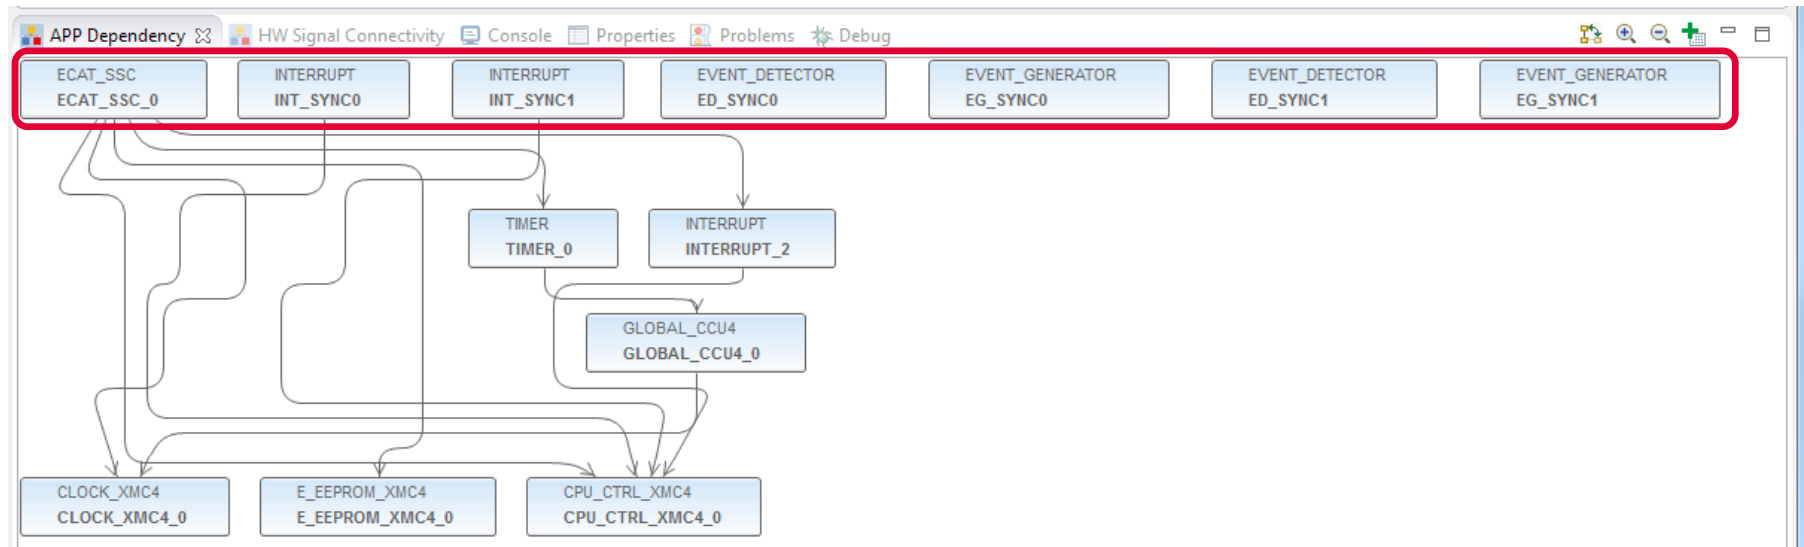 APP Dependency HW Signal Connectivity Console Properties Problems Debug
ECAT_SSC INTERRUPT INTERRUPT EVENT_DETECTOR EVENT_GENERATOR EVENT_DETECTOR EVENT_GENERATOR
ECAT_SSC_0 INT_SYNC0 INT_SYNC1 ED_SYNC0 EG_SYNC0 ED_SYNC1 EG_SYNC1
TIMER INTERRUPT
TIMER_0 INTERRUPT_2
GLOBAL_CCU4
GLOBAL_CCU4_0
CLOCK_XMC4 E_EEPROM_XMC4 CPU_CTRL_XMC4
CLOCK_XMC4_0 E_EEPROM_XMC4_0 CPU_CTRL_XMC4_0